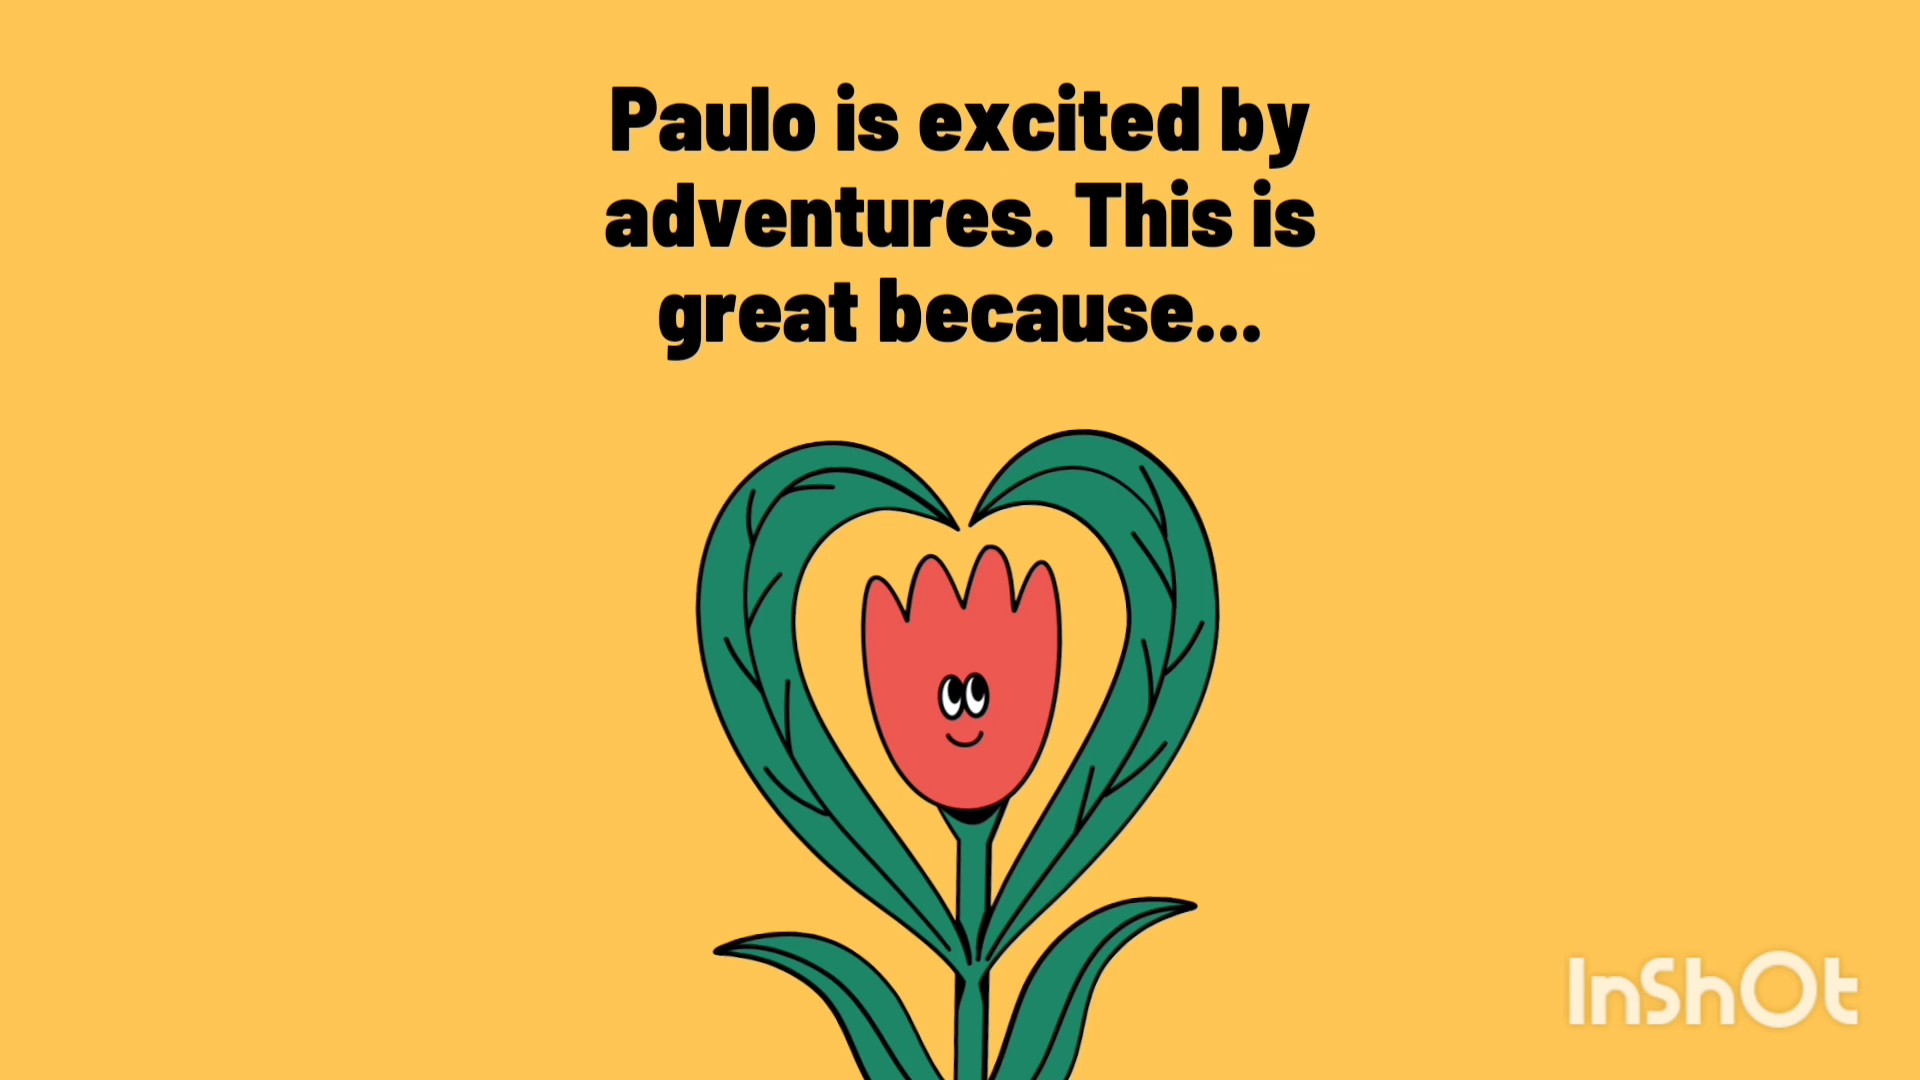 Paulo is excited by
adventures. This is
great because...
InShOt